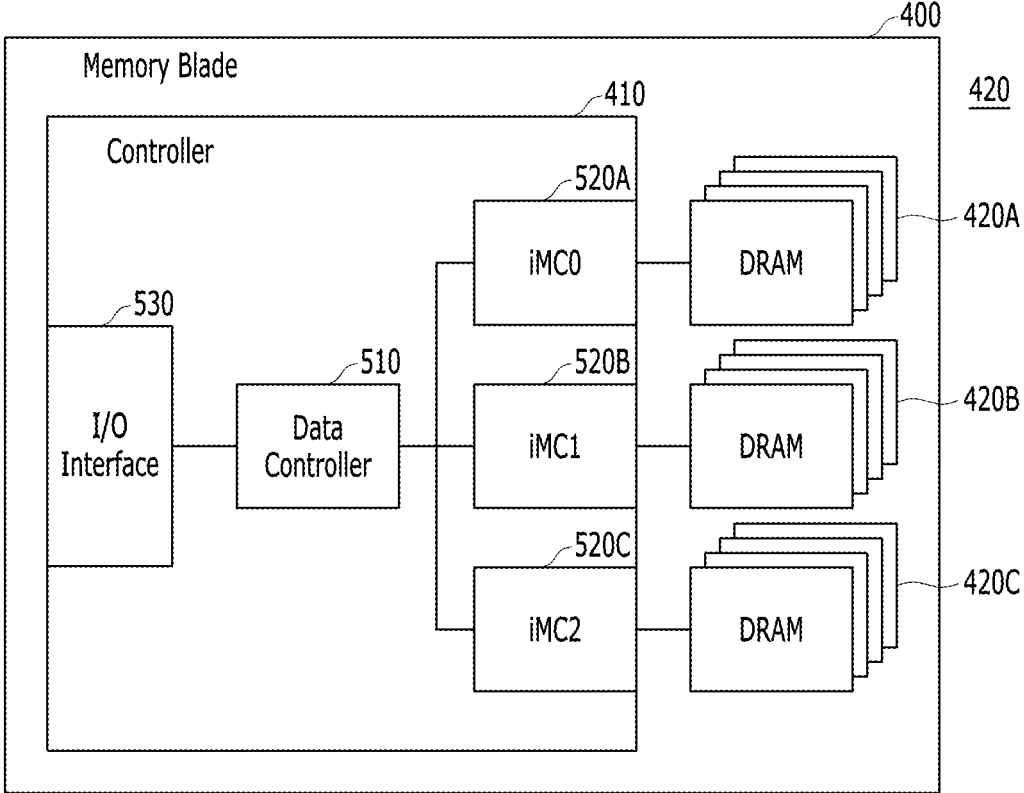 400
Memory Blade
420
410
Controller
520A
iMC0
DRAM
420A
530
I/O
Interface
510
Data
Controller
520B
iMC1
DRAM
420B
520C
iMC2
DRAM
420C